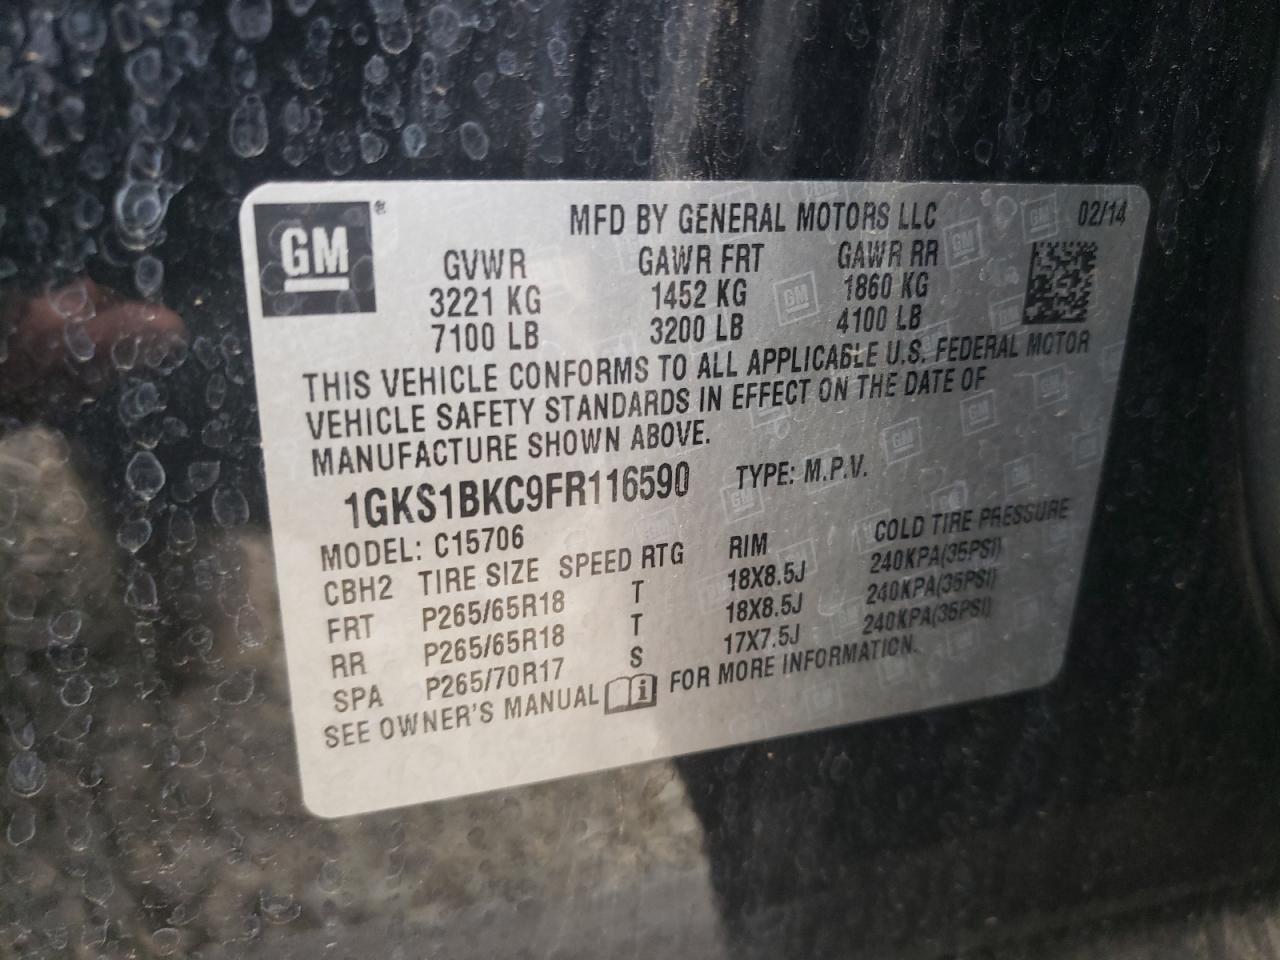 GM®
MFD BY GENERAL MOTORS LLC 02/14
GVWR GAWR FRT GAWR RR
3221 KG 1452 KG 1860 KG
7100 LB 3200 LB 4100 LB
THIS VEHICLE CONFORMS TO ALL APPLICABLE U.S. FEDERAL MOTOR
VEHICLE SAFETY STANDARDS IN EFFECT ON THE DATE OF
MANUFACTURE SHOWN ABOVE.
1GKS1BKC9FR116590 TYPE: M.P.V.
MODEL: C15706
CBH2 TIRE SIZE SPEED RTG RIM COLD TIRE PRESSURE
FRT P265/65R18 T 18X8.5J 240KPA(35PSI)
RR P265/65R18 T 18X8.5J 240KPA(35PSI)
SPA P265/70R17 S 17X7.5J 240KPA(35PSI)
SEE OWNER'S MANUAL i FOR MORE INFORMATION.